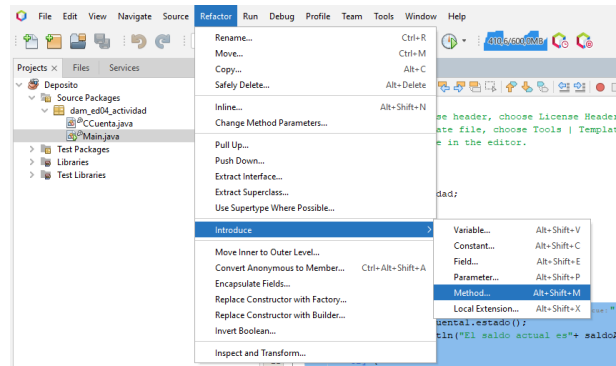 File Edit View Navigate Source Refactor Run Debug Profile Team Tools Window Help
410,6/600,0MB
Projects × Files Services
Deposito
Source Packages
dam_ed04_actividad
CCuenta.java
Main.java
Test Packages
Libraries
Test Libraries
Rename... Ctrl+R
Move... Ctrl+M
Copy... Alt+C
Safely Delete... Alt+Delete
Inline... Alt+Shift+N
Change Method Parameters...
Pull Up...
Push Down...
Extract Interface...
Extract Superclass...
Use Supertype Where Possible...
Introduce
Move Inner to Outer Level...
Convert Anonymous to Member... Ctrl+Alt+Shift+A
Encapsulate Fields...
Replace Constructor with Factory...
Replace Constructor with Builder...
Invert Boolean...
Inspect and Transform...
Variable... Alt+Shift+V
Constant... Alt+Shift+C
Field... Alt+Shift+E
Parameter... Alt+Shift+P
Method... Alt+Shift+M
Local Extension... Alt+Shift+X
se header, choose License Header
ate file, choose Tools | Templat
e in the editor.
dad;
uental.estado();
tln("El saldo actual es"+ saldo